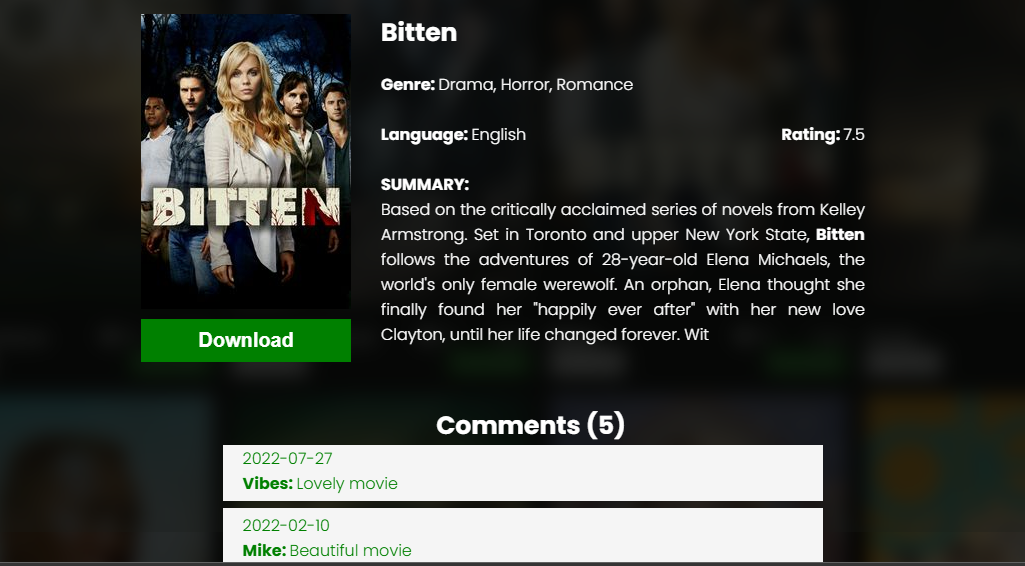 BITTEN
Download
Bitten
Genre: Drama, Horror, Romance
Language: English
Rating: 7.5
SUMMARY:
Based on the critically acclaimed series of novels from Kelley
Armstrong. Set in Toronto and upper New York State, Bitten
follows the adventures of 28-year-old Elena Michaels, the
world's only female werewolf. An orphan, Elena thought she
finally found her "happily ever after" with her new love
Clayton, until her life changed forever. Wit
Comments (5)
2022-07-27
Vibes: Lovely movie
2022-02-10
Mike: Beautiful movie